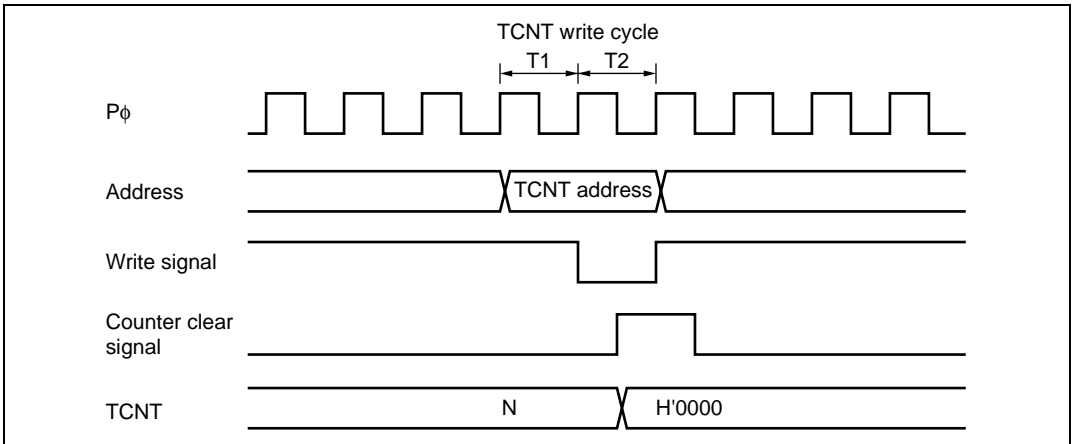 TCNT write cycle
T1 T2
Pϕ
Address
TCNT address
Write signal
Counter clear
signal
TCNT
N
H'0000